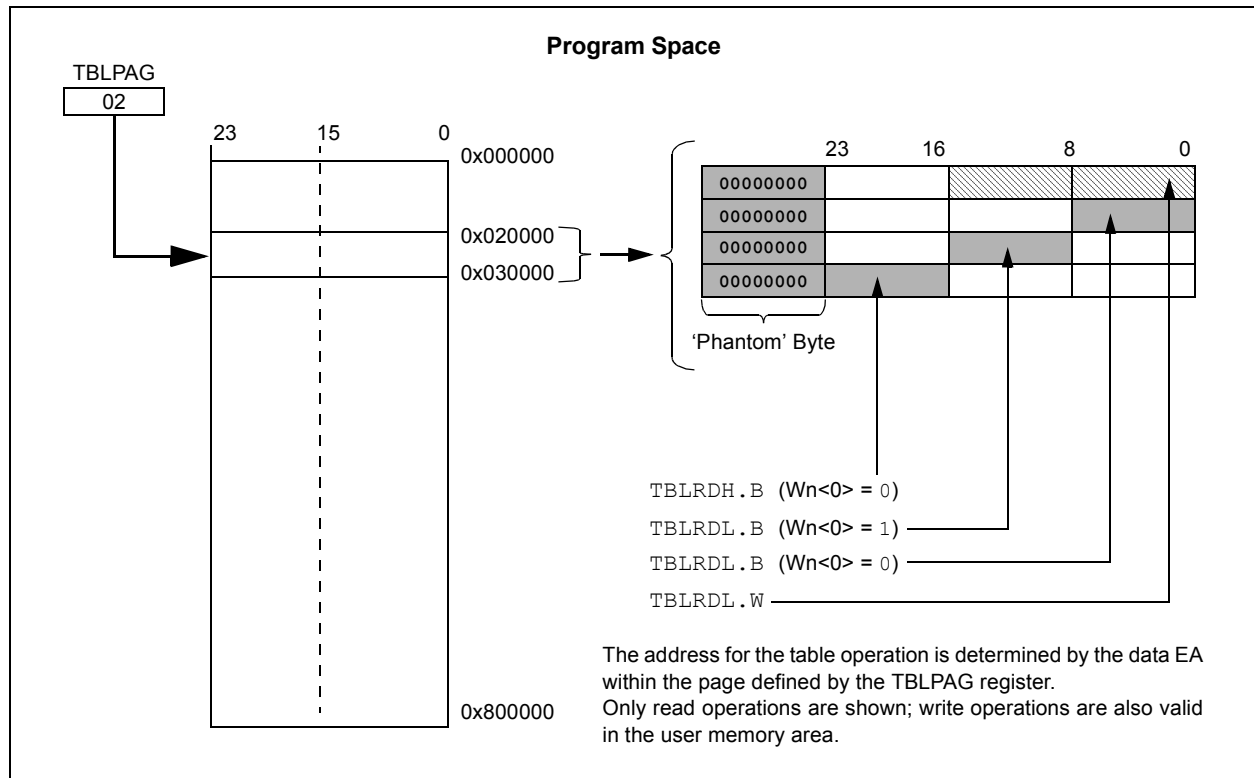 Program Space
TBLPAG
02
23 15 0
0x000000
0x020000
0x030000
0x800000
23 16 8 0
00000000
00000000
00000000
00000000
‘Phantom’ Byte
TBLRDH.B (Wn<0> = 0)
TBLRDL.B (Wn<0> = 1)
TBLRDL.B (Wn<0> = 0)
TBLRDL.W
The address for the table operation is determined by the data EA
within the page defined by the TBLPAG register.
Only read operations are shown; write operations are also valid
in the user memory area.